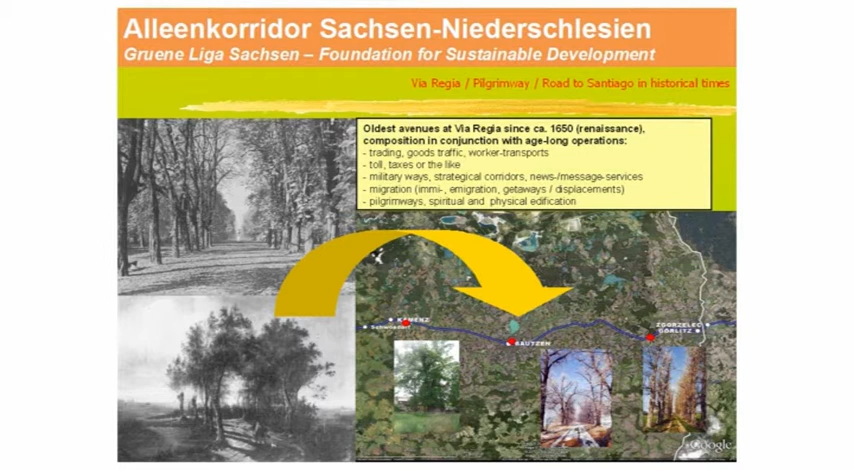 Alleenkorridor Sachsen-Niederschlesien
Gruene Liga Sachsen – Foundation for Sustainable Development
Via Regia / Pilgrimway / Road to Santiago in historical times
Oldest avenues at Via Regia since ca. 1650 (renaissance),
composition in conjunction with age-long operations:
- trading, goods traffic, worker-transports
- toll, taxes or the like
- military ways, strategical corridors, news-/message-services
- migration (immi-, emigration, getaways / displacements)
- pilgrimways, spiritual and physical edification
KAMENZ
ZGORZELEC
GÖRLITZ
BAUTZEN
Google